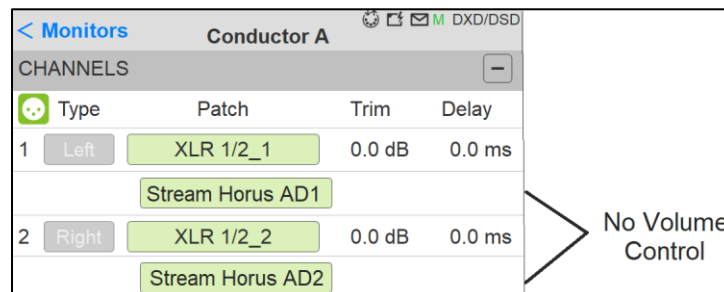 < Monitors Conductor A M DXD/DSD
CHANNELS −
Type Patch Trim Delay
1 Left XLR 1/2_1 0.0 dB 0.0 ms
Stream Horus AD1
2 Right XLR 1/2_2 0.0 dB 0.0 ms
Stream Horus AD2
No Volume
Control